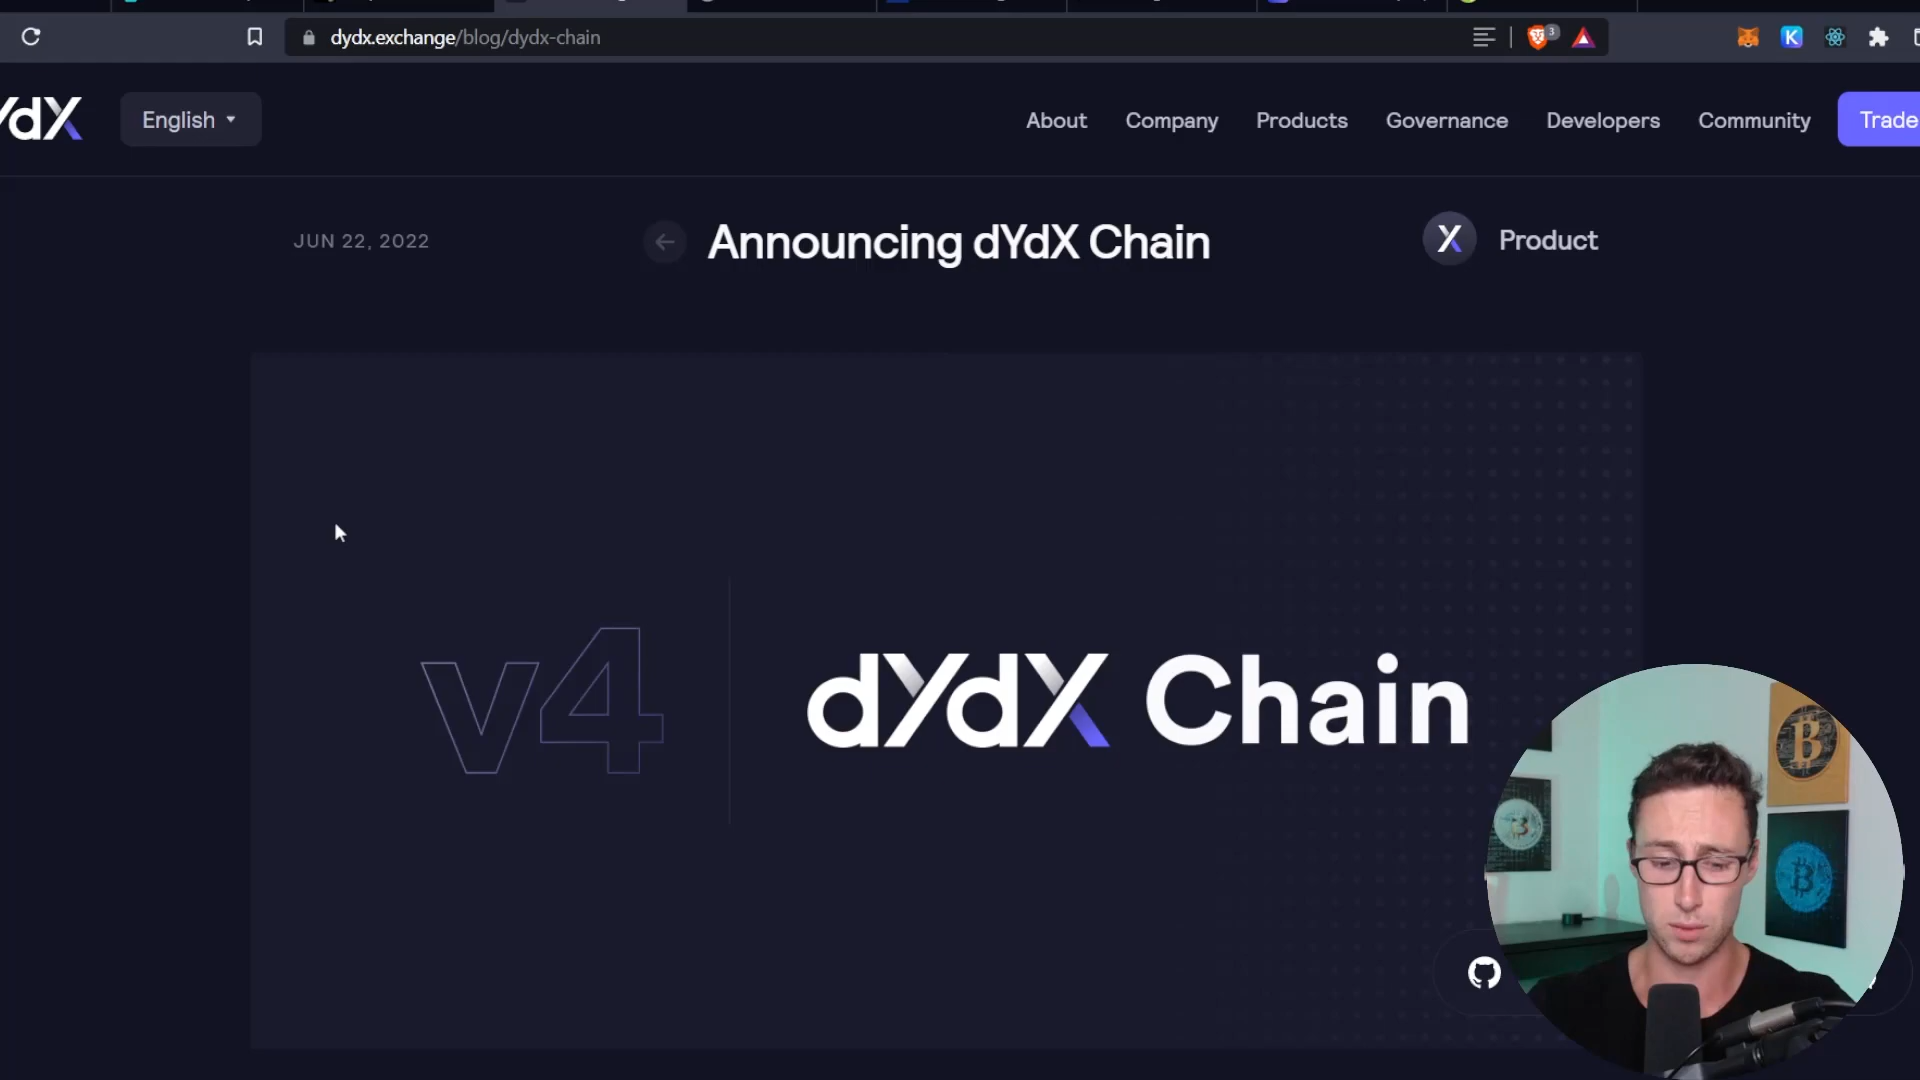 dydx.exchange/blog/dydx-chain
3
dYdX
English
About
Company
Products
Governance
Developers
Community
Trade
JUN 22, 2022
Announcing dYdX Chain
Product
v4
dYdX Chain